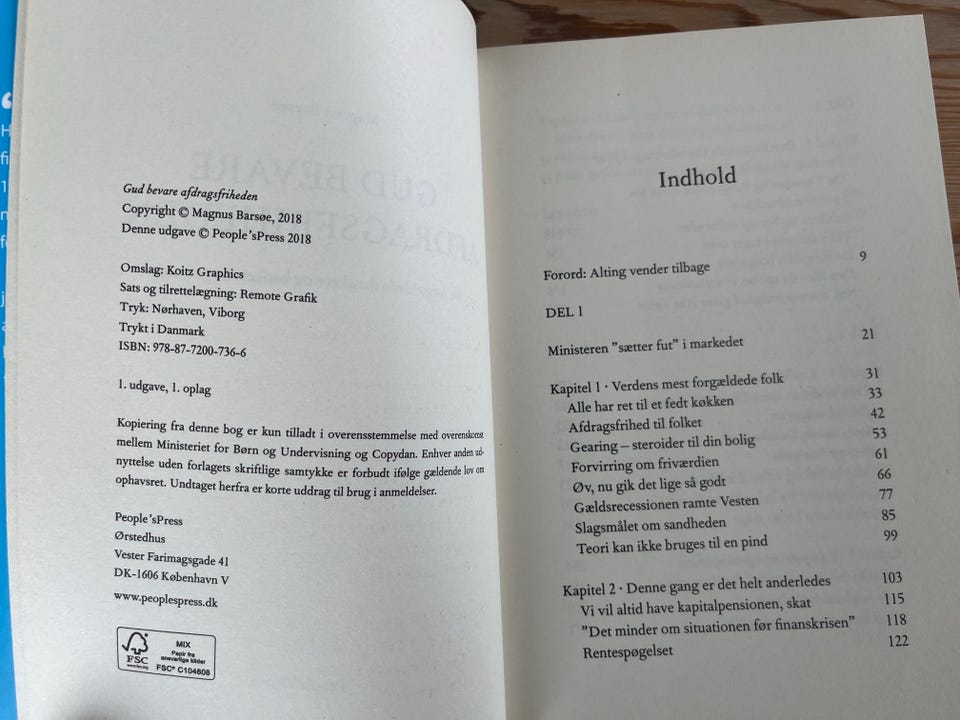 Gud bevare afdragsfriheden
Copyright © Magnus Barsøe, 2018
Denne udgave © People'sPress 2018
Omslag: Koitz Graphics
Sats og tilrettelægning: Remote Grafik
Tryk: Nørhaven, Viborg
Trykt i Danmark
ISBN: 978-87-7200-736-6
1. udgave, 1. oplag
Kopiering fra denne bog er kun tilladt i overensstemmelse med overenskomst
mellem Ministeriet for Børn og Undervisning og Copydan. Enhver anden ud-
nyttelse uden forlagets skriftlige samtykke er forbudt ifølge gældende lov om
ophavsret. Undtaget herfra er korte uddrag til brug i anmeldelser.
People'sPress
Ørstedhus
Vester Farimagsgade 41
DK-1606 København V
www.peoplespress.dk
FSC
www.fsc.org
MIX
Papir fra
ansvarlige kilder
FSC® C104608
Indhold
Forord: Alting vender tilbage 9
DEL 1
Ministeren "sætter fut" i markedet 21
Kapitel 1 · Verdens mest forgældede folk 31
Alle har ret til et fedt køkken 33
Afdragsfrihed til folket 42
Gearing – steroider til din bolig 53
Forvirring om friværdien 61
Øv, nu gik det lige så godt 66
Gældsrecessionen ramte Vesten 77
Slagsmålet om sandheden 85
Teori kan ikke bruges til en pind 99
Kapitel 2 · Denne gang er det helt anderledes 103
Vi vil altid have kapitalpensionen, skat 115
"Det minder om situationen før finanskrisen" 118
Rentespøgelset 122